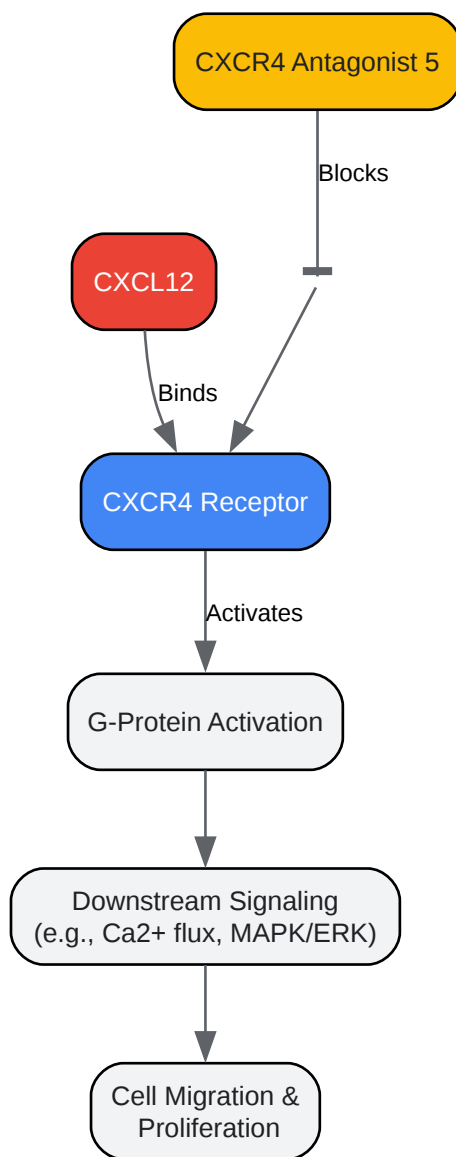 CXCR4 Antagonist 5
Blocks
CXCL12
Binds
CXCR4 Receptor
Activates
G-Protein Activation
Downstream Signaling
(e.g., Ca2+ flux, MAPK/ERK)
Cell Migration &
Proliferation